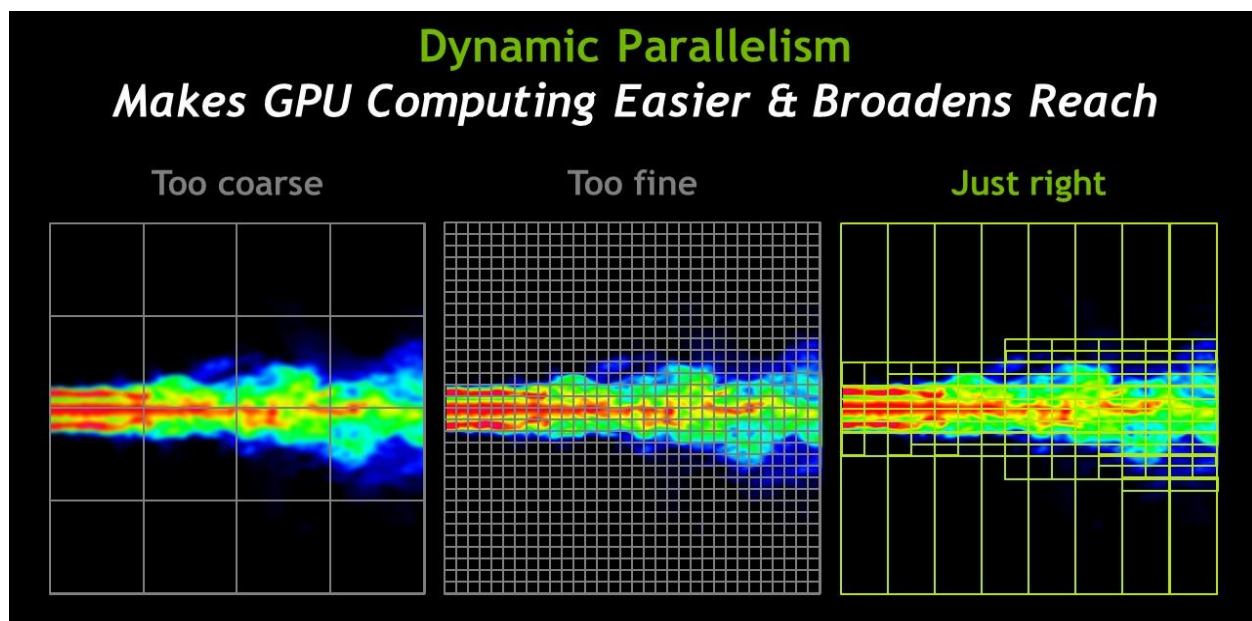 Dynamic Parallelism
Makes GPU Computing Easier & Broadens Reach
Too coarse
Too fine
Just right